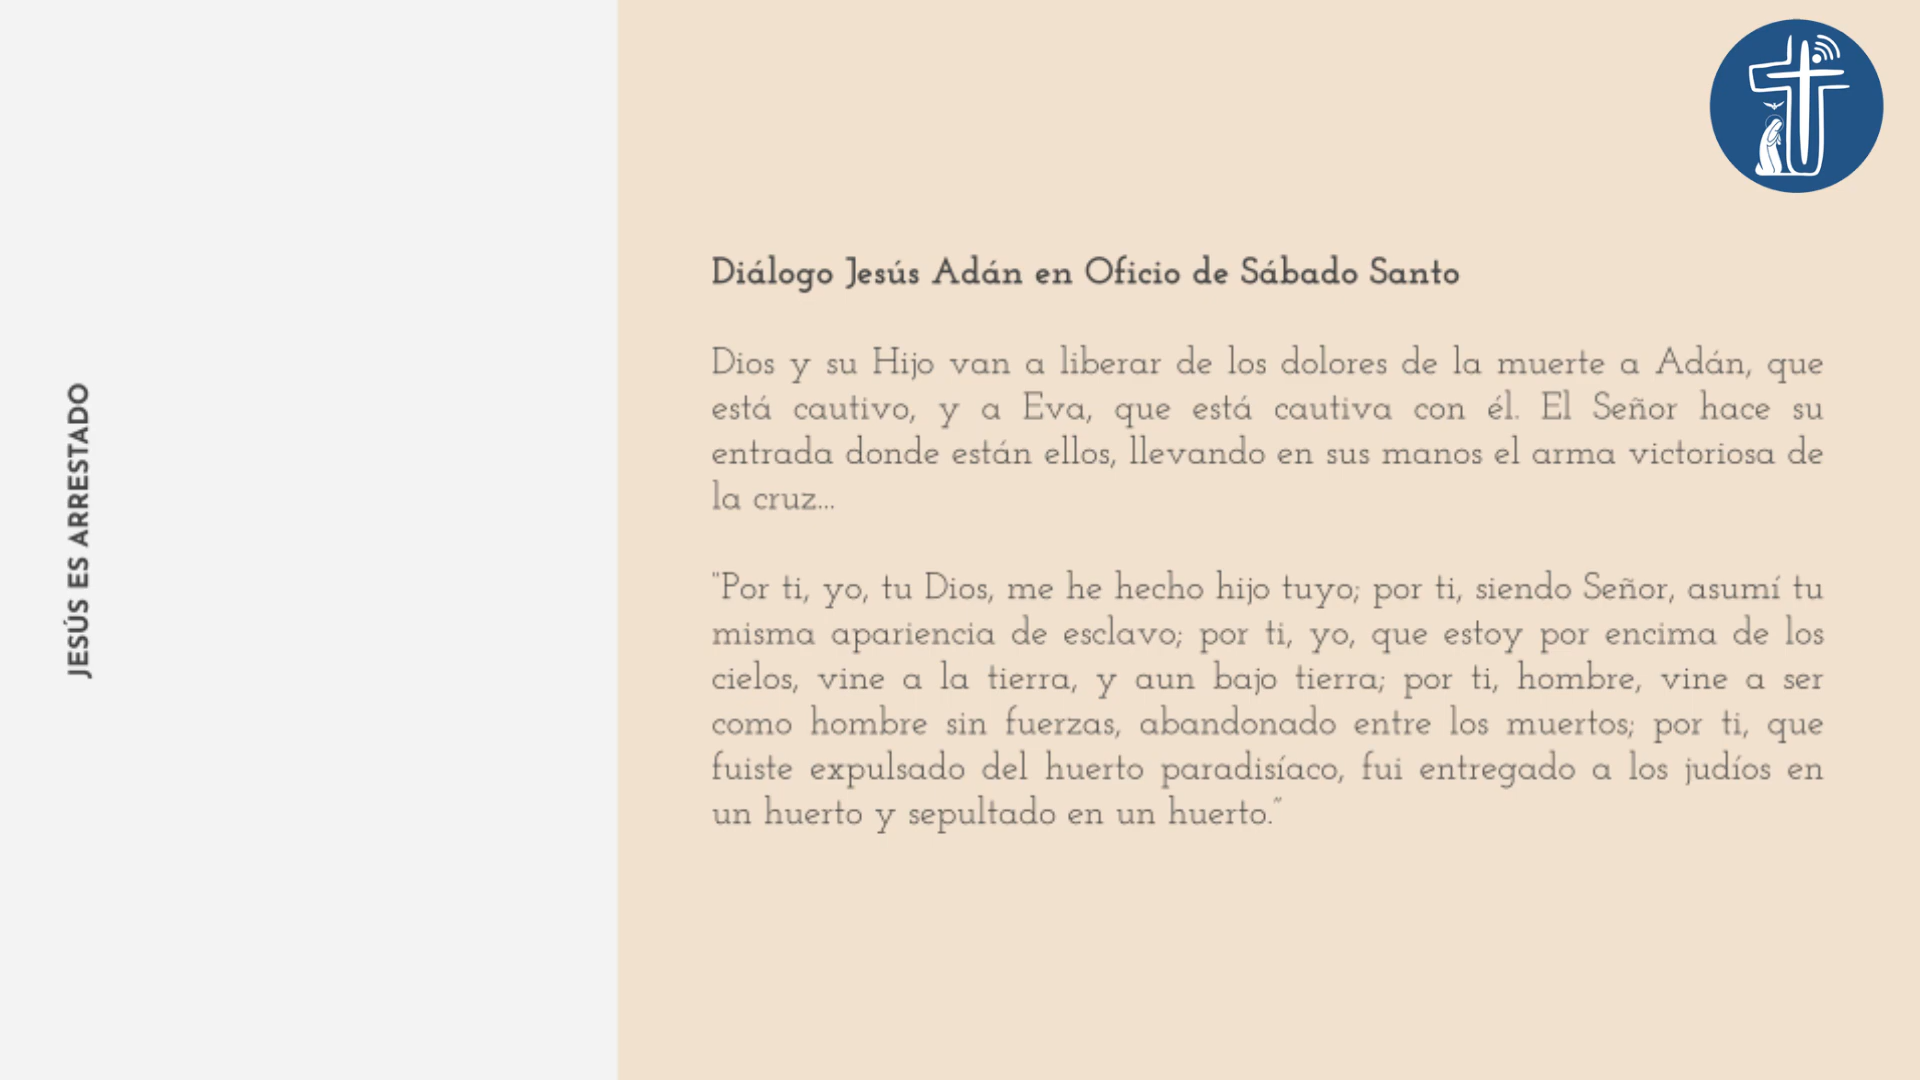 JESÚS ES ARRESTADO
Diálogo Jesús Adán en Oficio de Sábado Santo
Dios y su Hijo van a liberar de los dolores de la muerte a Adán, que
está cautivo, y a Eva, que está cautiva con él. El Señor hace su
entrada donde están ellos, llevando en sus manos el arma victoriosa de
la cruz...
"Por ti, yo, tu Dios, me he hecho hijo tuyo; por ti, siendo Señor, asumí tu
misma apariencia de esclavo; por ti, yo, que estoy por encima de los
cielos, vine a la tierra, y aun bajo tierra; por ti, hombre, vine a ser
como hombre sin fuerzas, abandonado entre los muertos; por ti, que
fuiste expulsado del huerto paradisíaco, fui entregado a los judíos en
un huerto y sepultado en un huerto.”